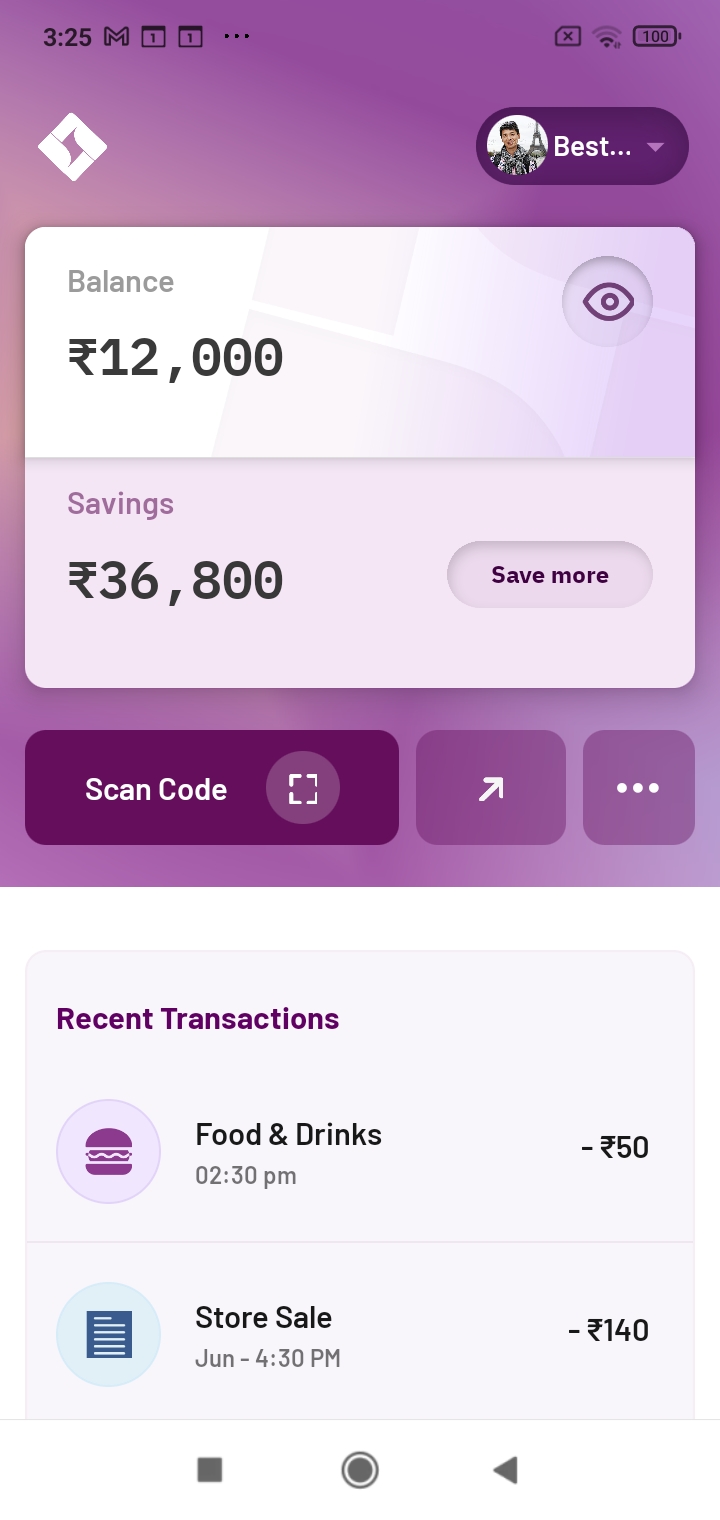 3:25
1
1
100
Best...
Balance
₹12,000
Savings
₹36,800
Save more
Scan Code
Recent Transactions
Food & Drinks
- ₹50
02:30 pm
Store Sale
- ₹140
Jun - 4:30 PM